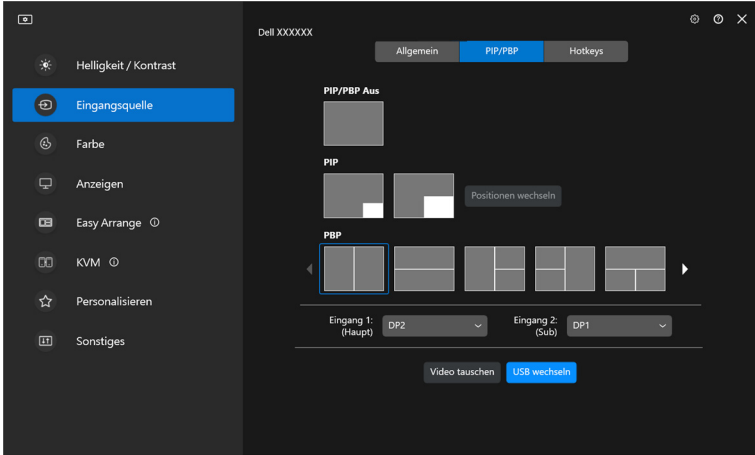 Dell XXXXXX
Allgemein PIP/PBP Hotkeys
Helligkeit / Kontrast
Eingangsquelle
Farbe
Anzeigen
Easy Arrange
KVM
Personalisieren
Sonstiges
PIP/PBP Aus
PIP
Positionen wechseln
PBP
Eingang 1:
(Haupt)
DP2
Eingang 2:
(Sub)
DP1
Video tauschen USB wechseln